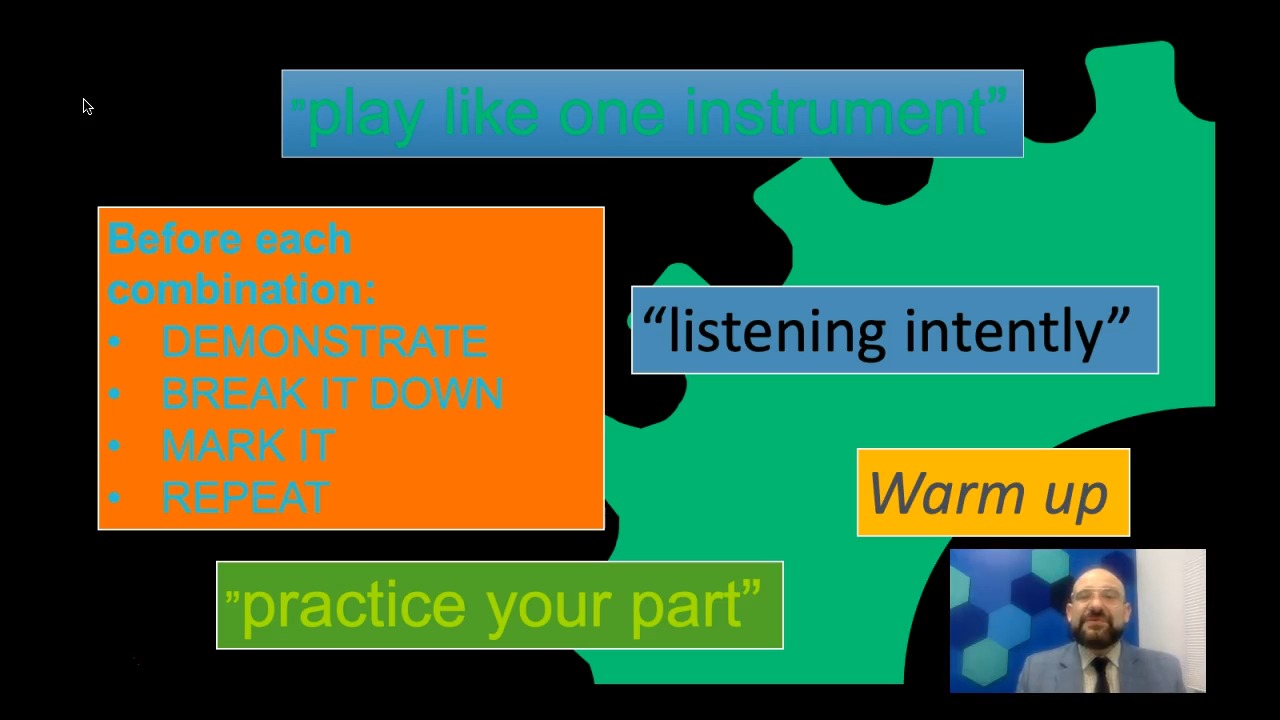 "play like one instrument”
Before each
combination:
• DEMONSTRATE
• BREAK IT DOWN
• MARK IT
• REPEAT
“listening intently”
Warm up
”practice your part”